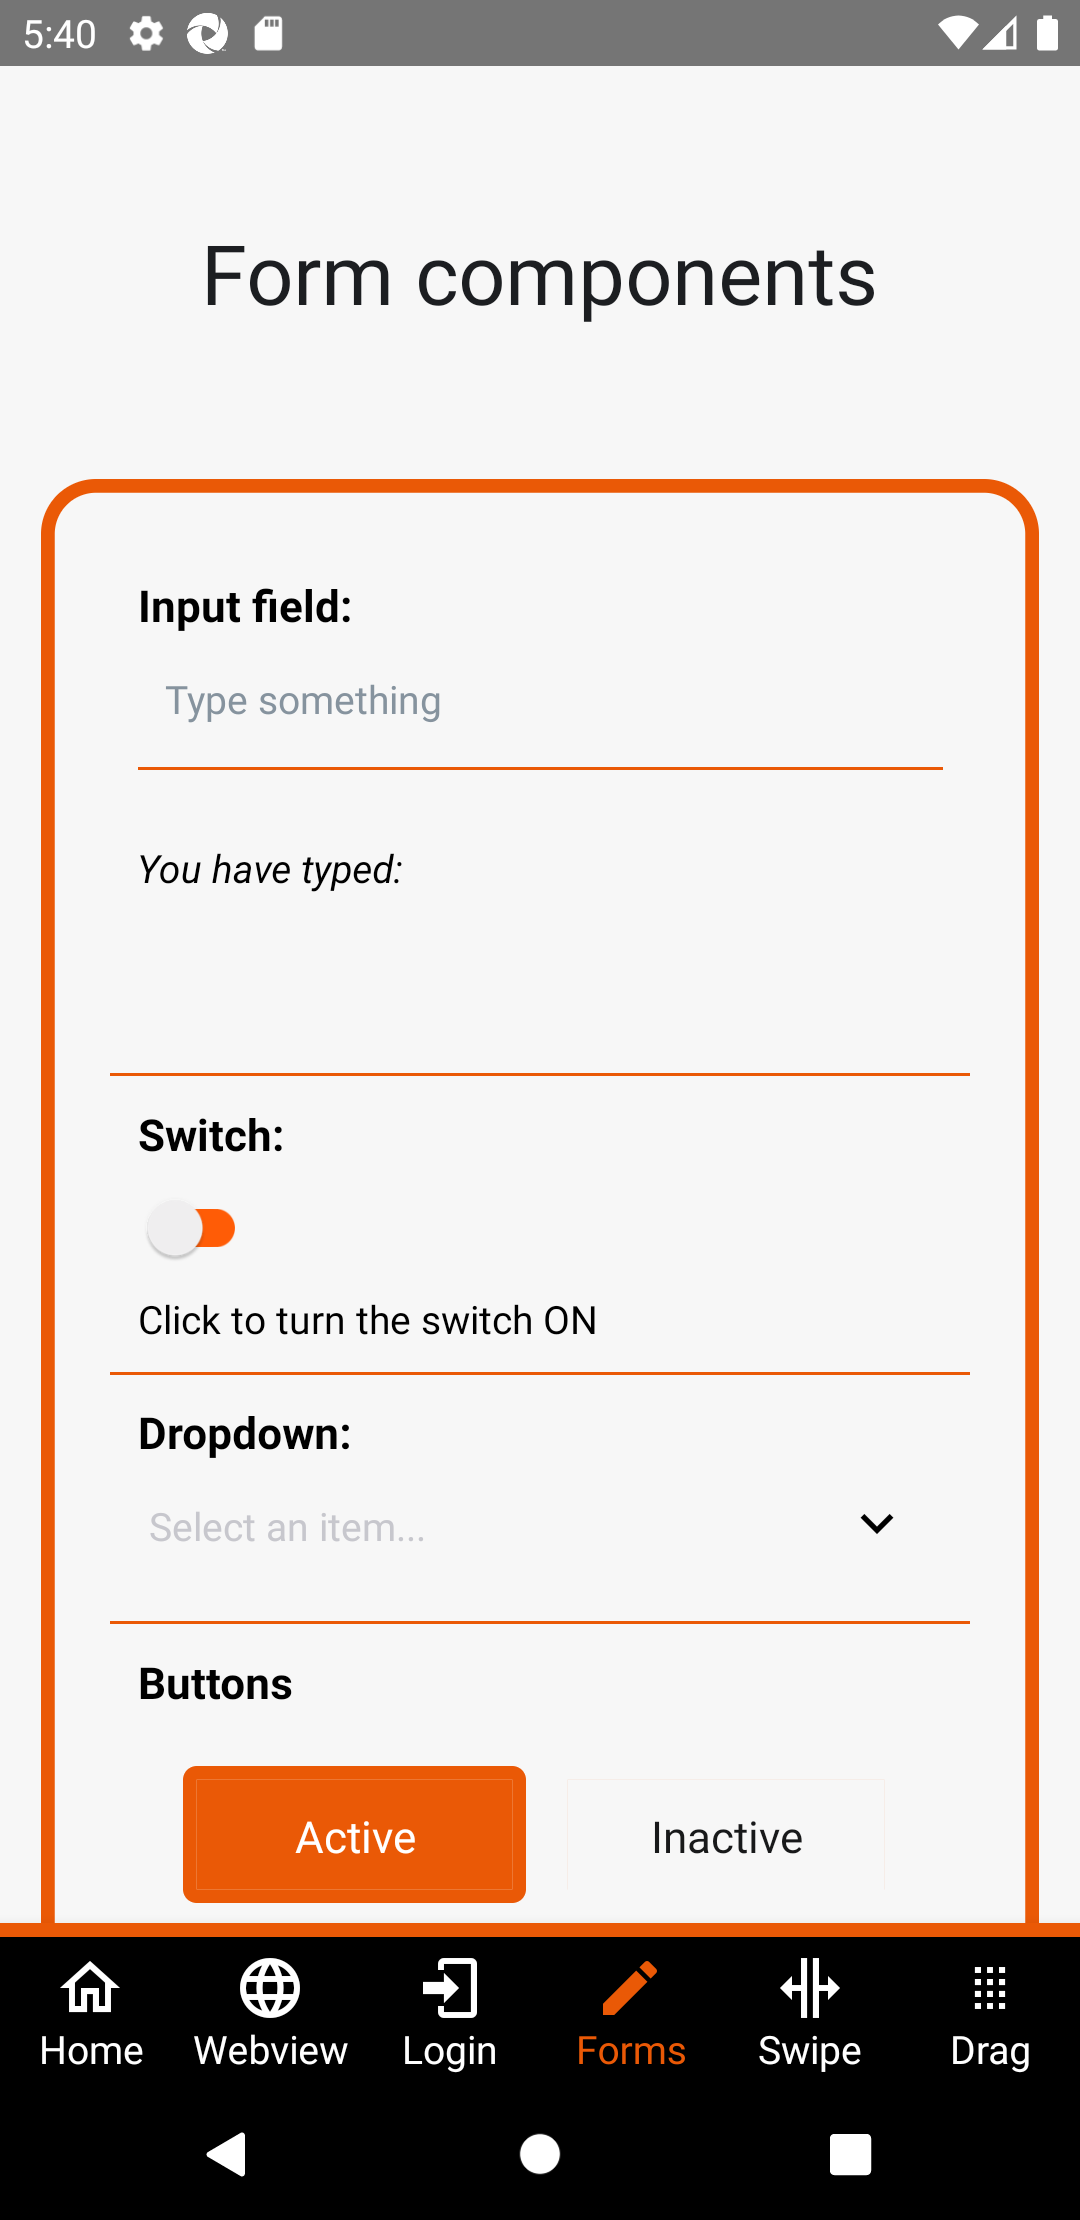 5:40
Form components
Input field:
Type something
You have typed:
Switch:
Click to turn the switch ON
Dropdown:
Select an item...
Buttons
Active Inactive
Home Webview Login Forms Swipe Drag